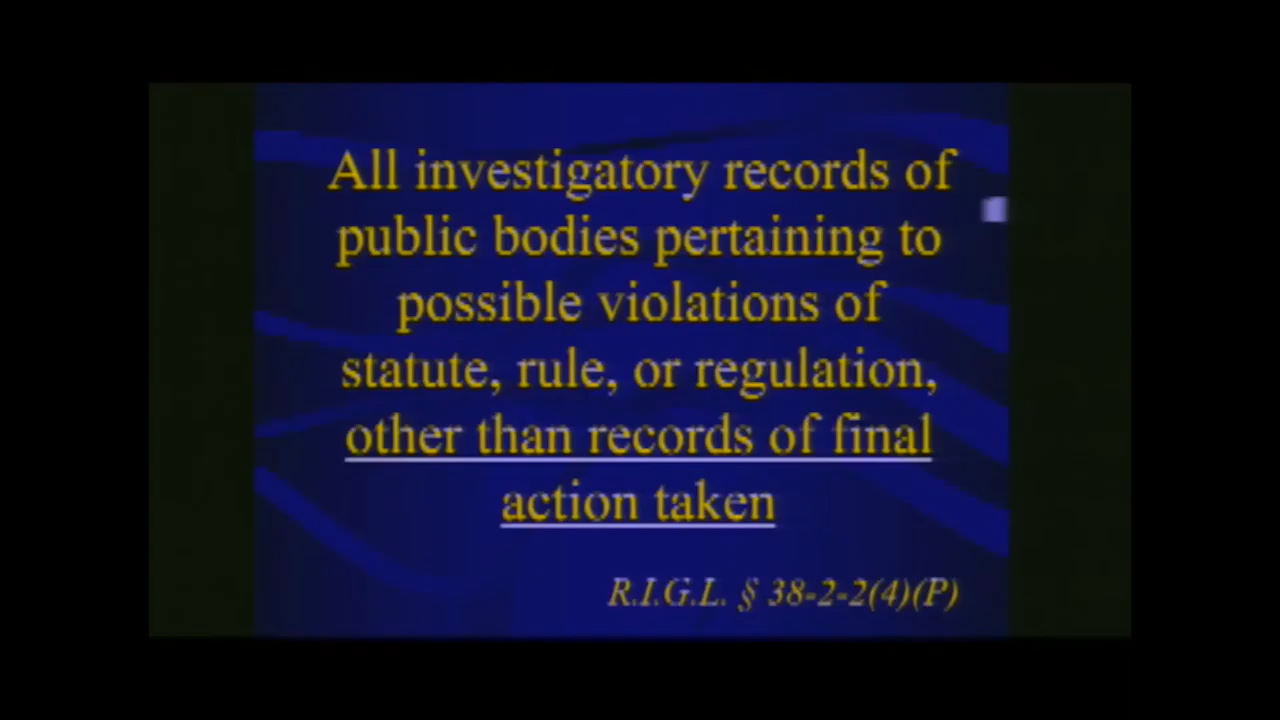 All investigatory records of
public bodies pertaining to
possible violations of
statute, rule, or regulation,
other than records of final
action taken
R.I.G.L. § 38-2-2(4)(P)